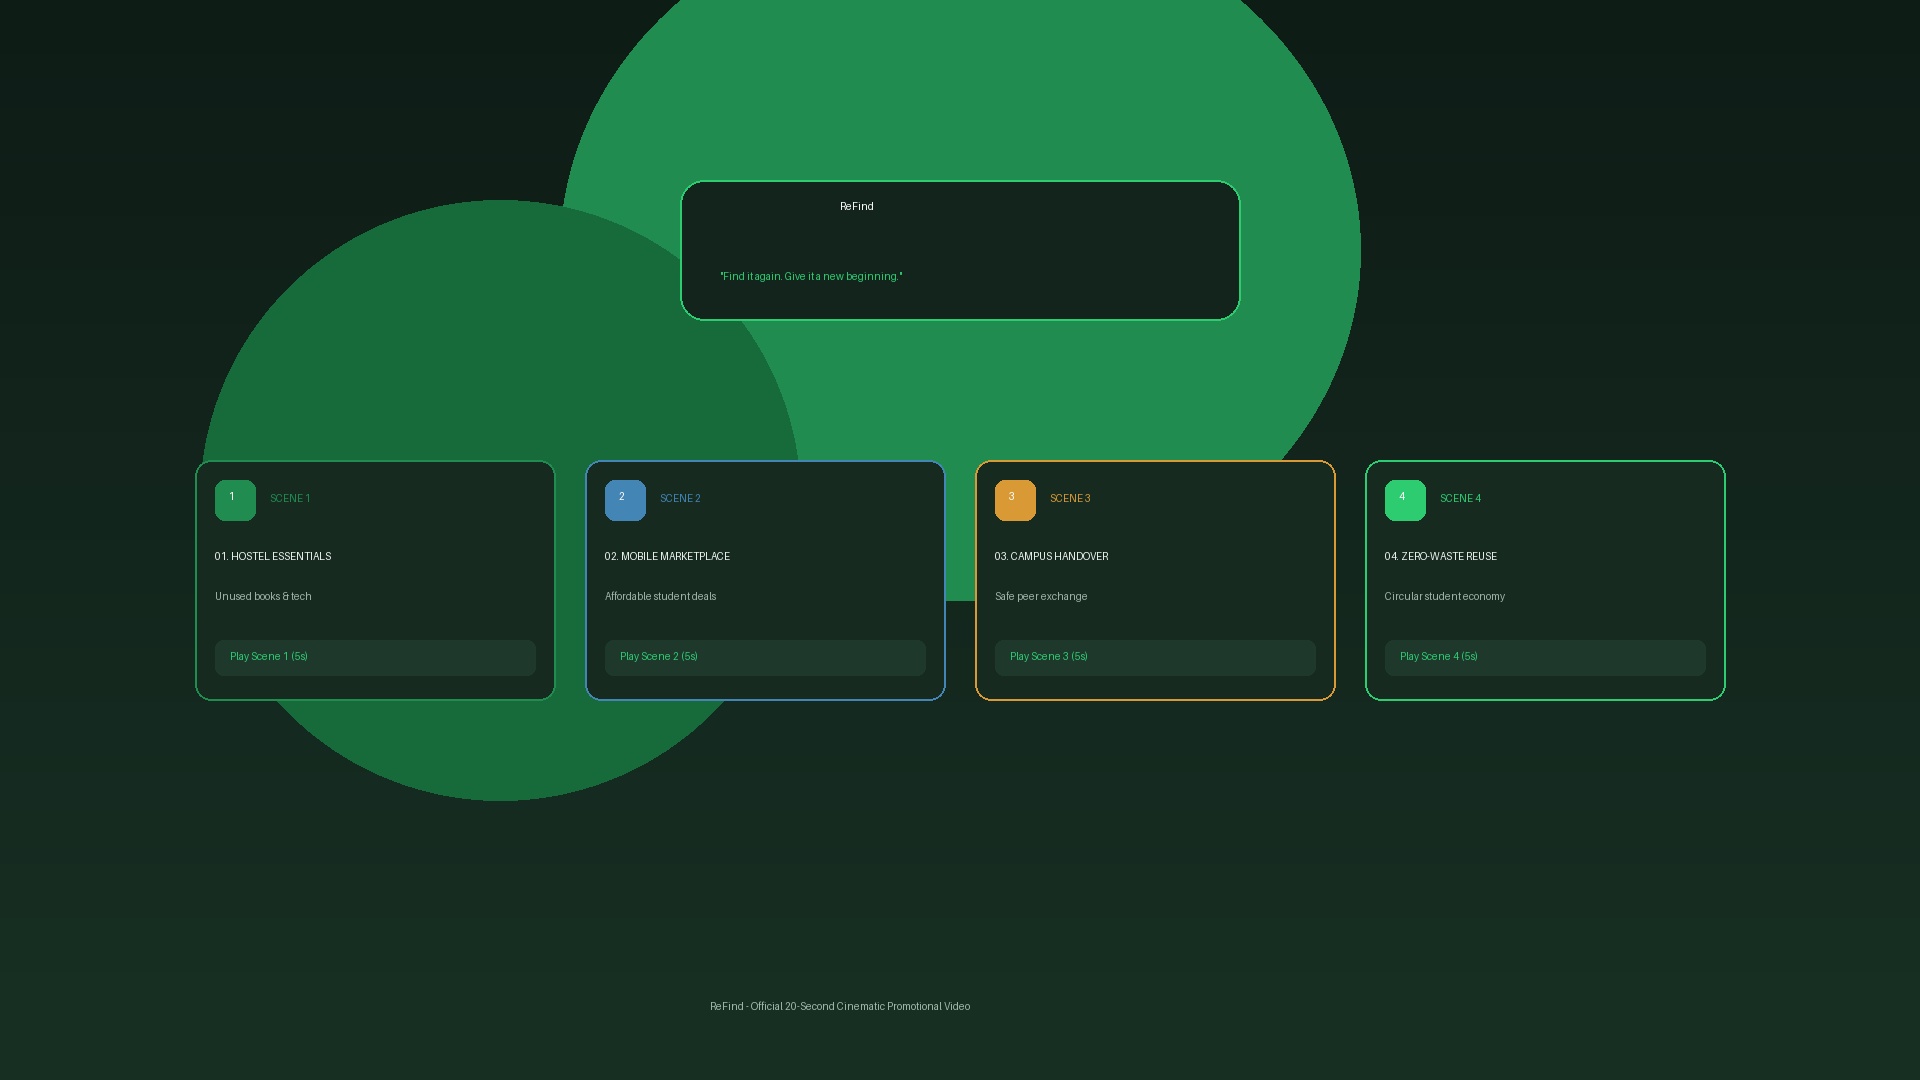 ReFind
"Find it again. Give it a new beginning."
1
SCENE 1
01. HOSTEL ESSENTIALS
Unused books & tech
Play Scene 1 (5s)
2
SCENE 2
02. MOBILE MARKETPLACE
Affordable student deals
Play Scene 2 (5s)
3
SCENE 3
03. CAMPUS HANDOVER
Safe peer exchange
Play Scene 3 (5s)
4
SCENE 4
04. ZERO-WASTE REUSE
Circular student economy
Play Scene 4 (5s)
ReFind - Official 20-Second Cinematic Promotional Video